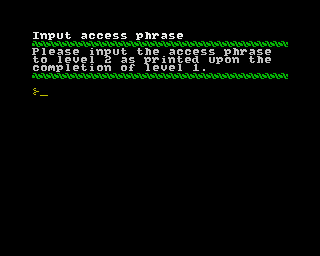 Input access phrase
Please input the access phrase
to level 2 as printed upon the
completion of level 1.
>_